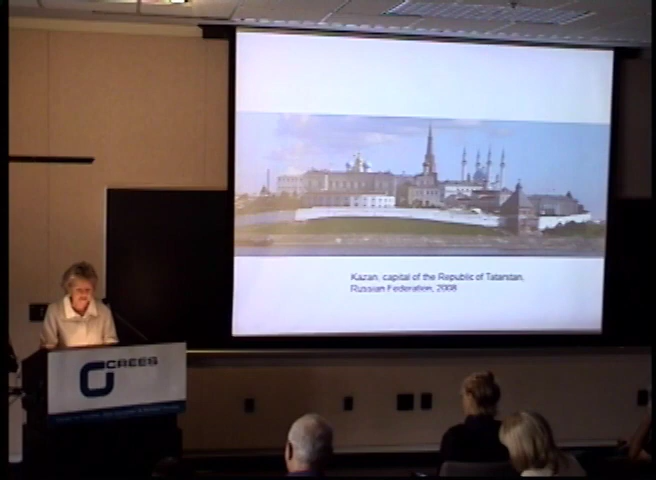 Kazan, capital of the Republic of Tatarstan,
Russian Federation, 2008
CREES